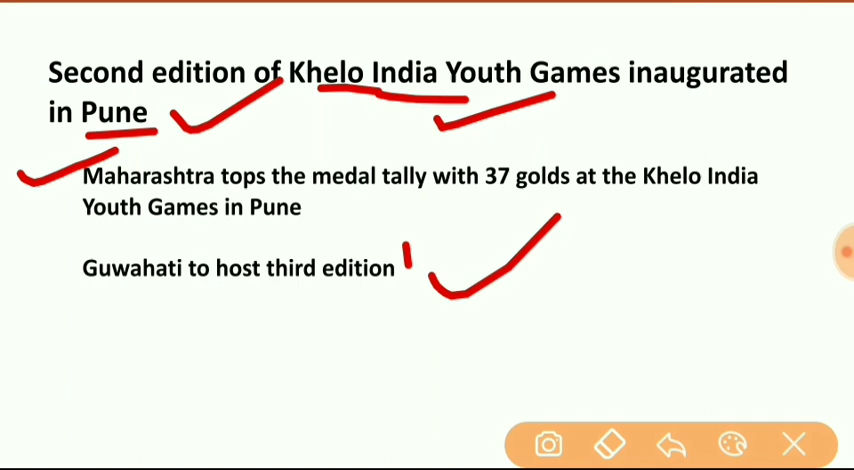 Second edition of Khelo India Youth Games inaugurated
in Pune
Maharashtra tops the medal tally with 37 golds at the Khelo India
Youth Games in Pune
Guwahati to host third edition